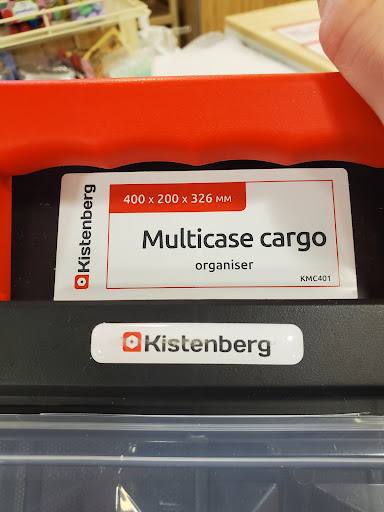 Kistenberg
400 x 200 x 326 мм
Multicase cargo
organiser
KMC401
Kistenberg